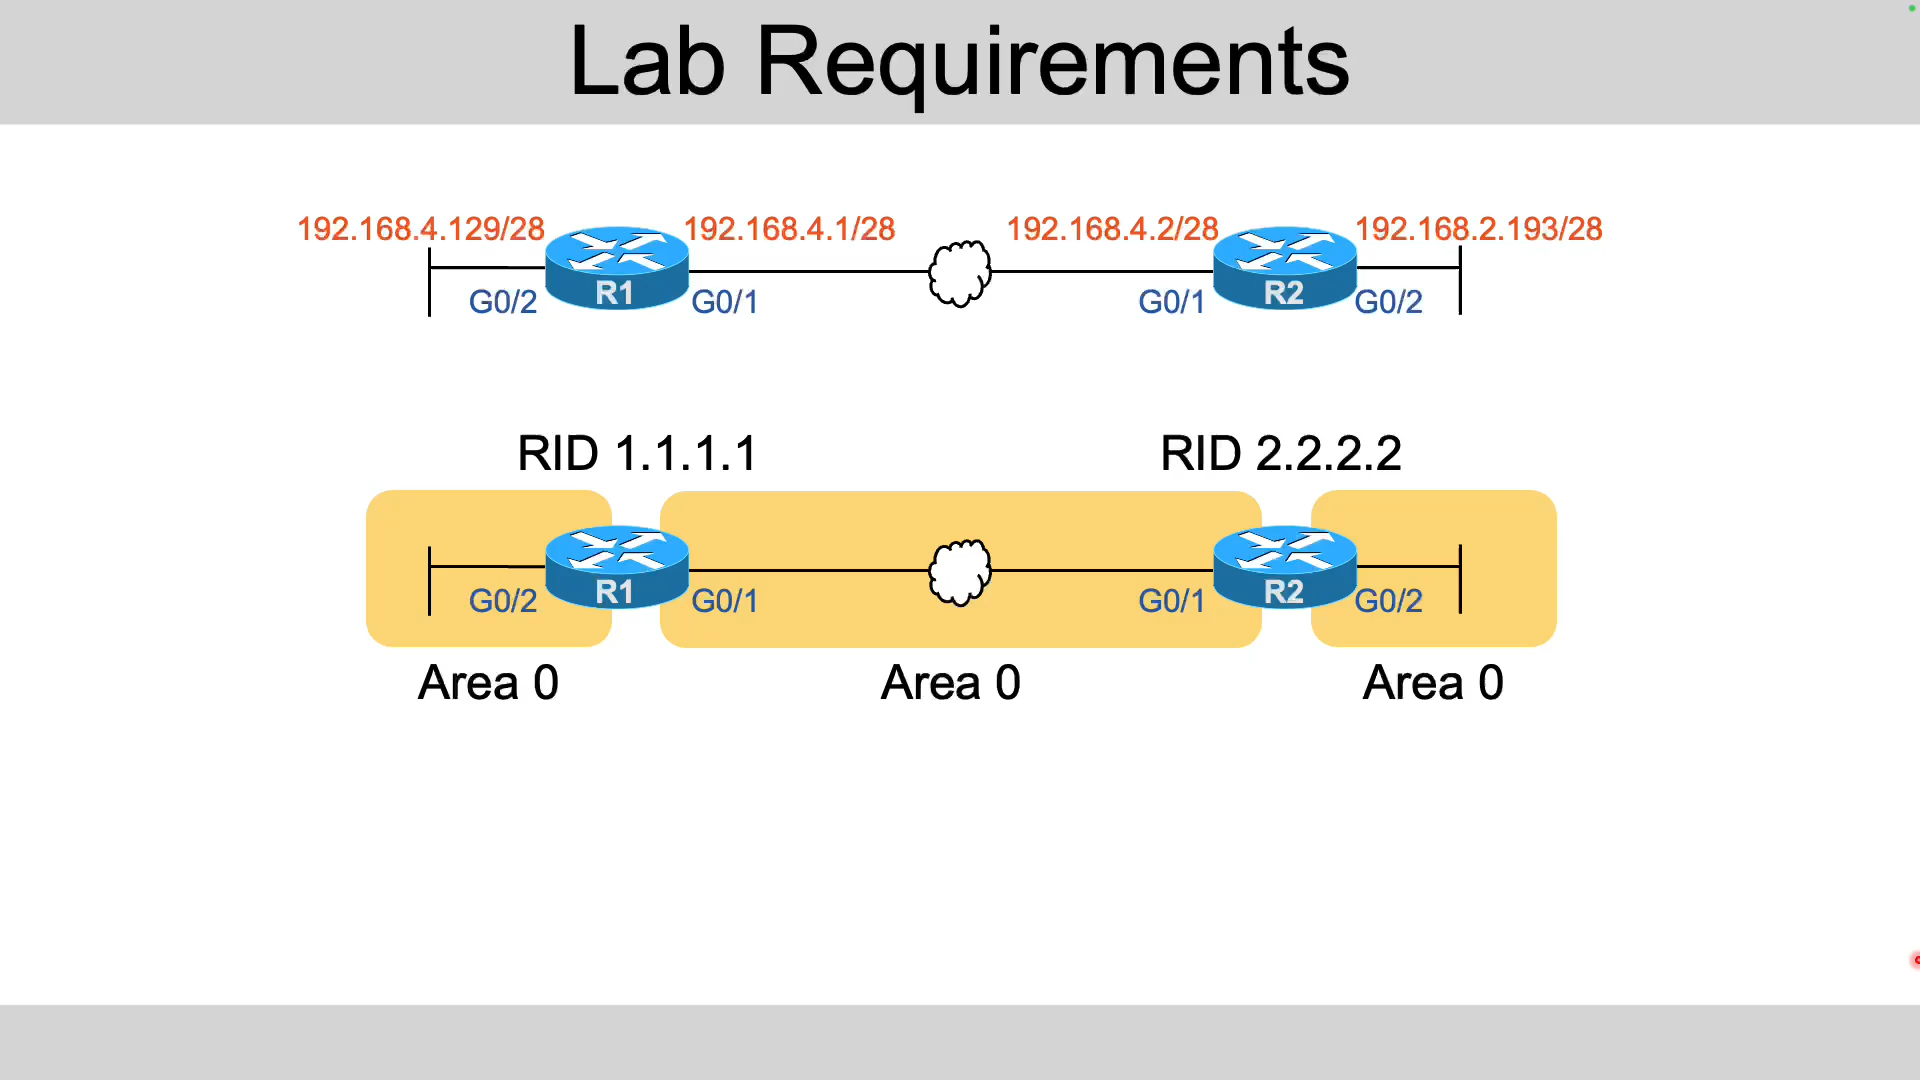 Lab Requirements
192.168.4.129/28 192.168.4.1/28 192.168.4.2/28 192.168.2.193/28
R1 R2
G0/2 G0/1 G0/1 G0/2
RID 1.1.1.1 RID 2.2.2.2
R1 R2
G0/2 G0/1 G0/1 G0/2
Area 0 Area 0 Area 0